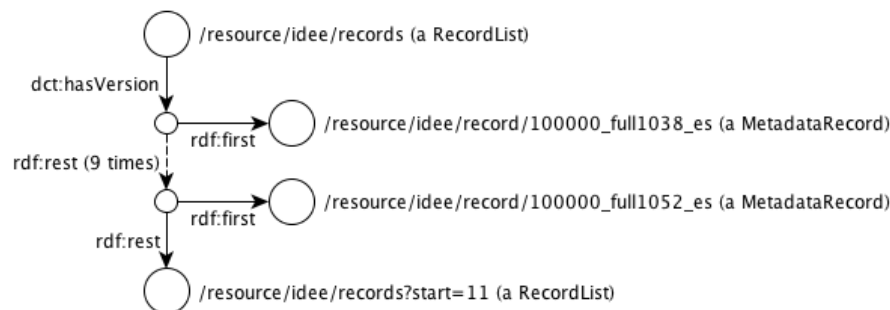 /resource/idee/records (a RecordList)
dct:hasVersion
/resource/idee/record/100000_full1038_es (a MetadataRecord)
rdf:first
rdf:rest (9 times)
/resource/idee/record/100000_full1052_es (a MetadataRecord)
rdf:first
rdf:rest
/resource/idee/records?start=11 (a RecordList)